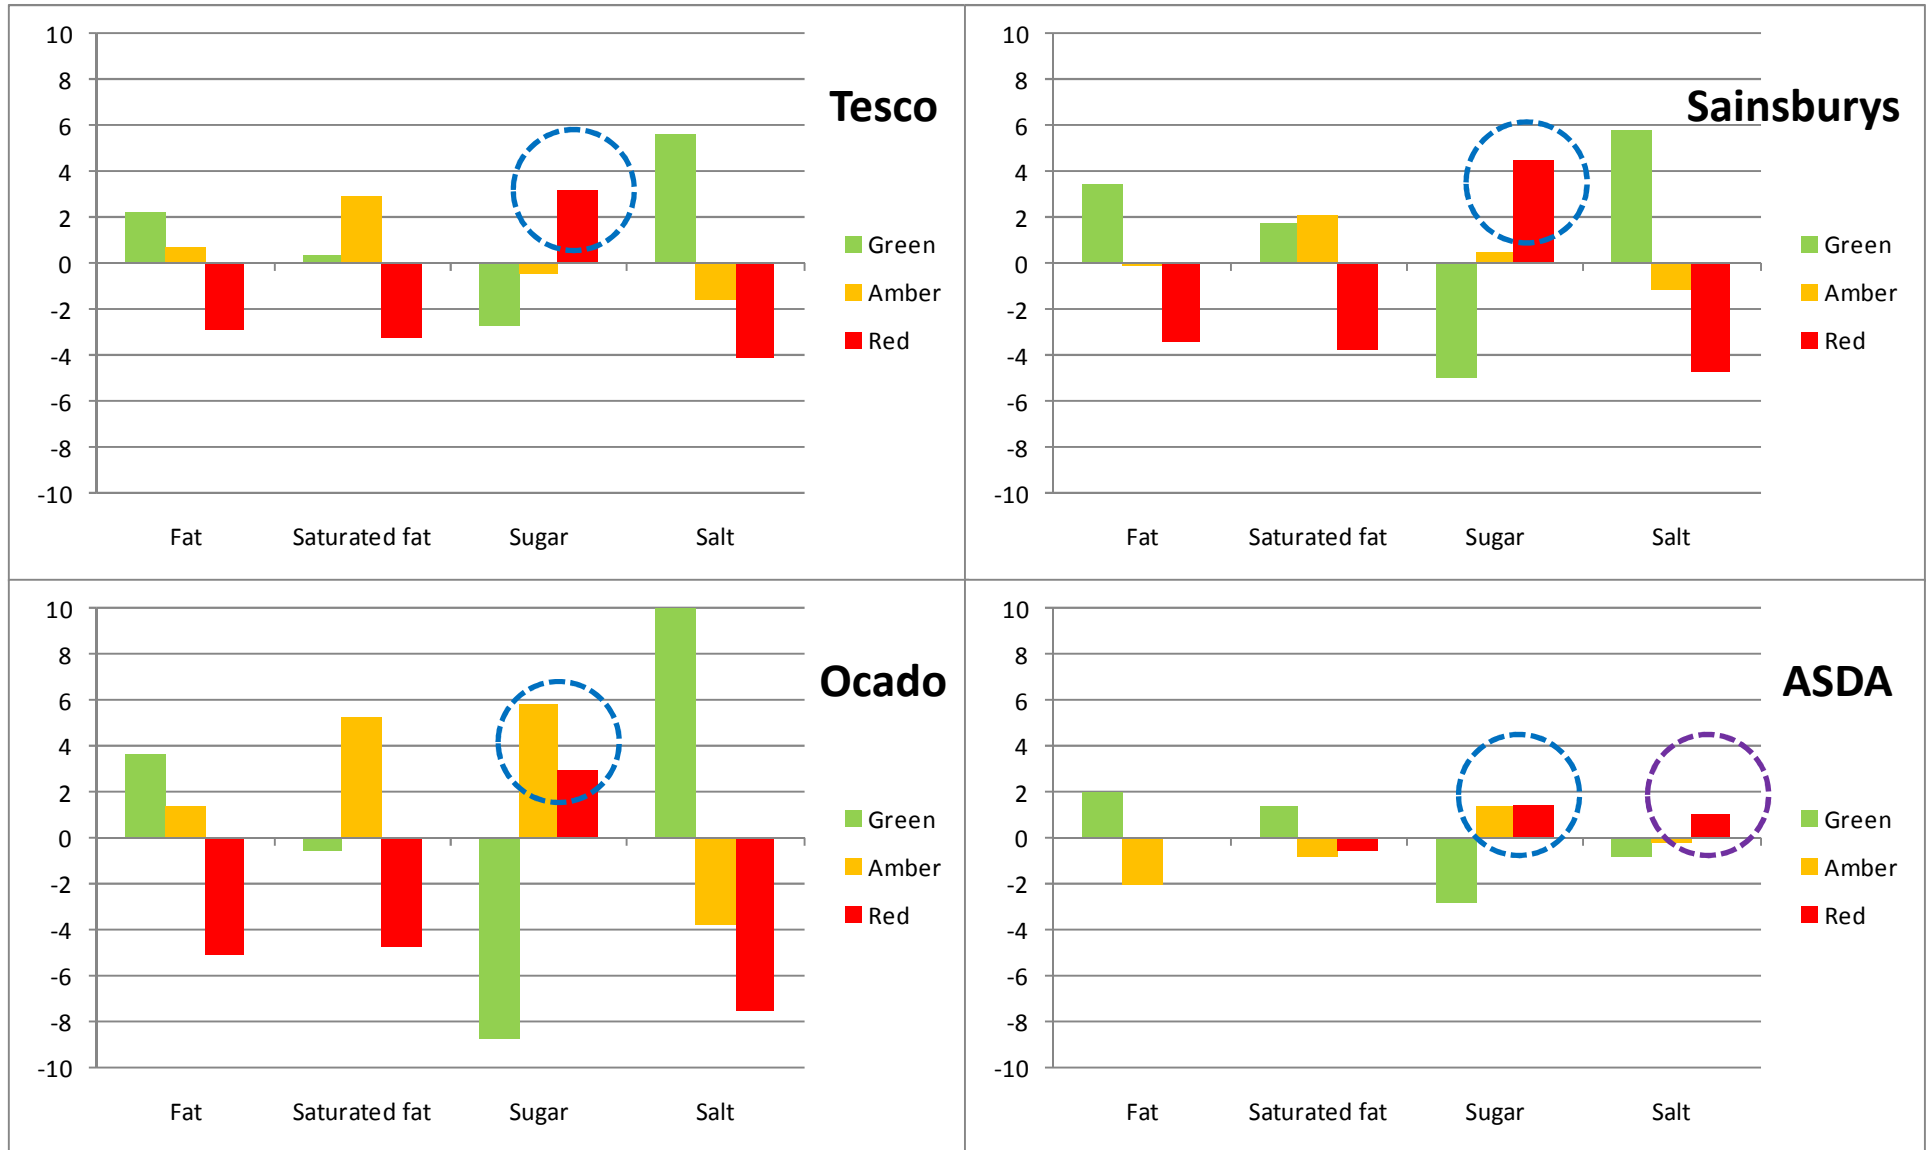 Tesco
10
8
6
4
2
0
-2
-4
-6
-8
-10
Fat Saturated fat Sugar Salt
Green
Amber
Red
Sainsburys
10
8
6
4
2
0
-2
-4
-6
-8
-10
Fat Saturated fat Sugar Salt
Green
Amber
Red
Ocado
10
8
6
4
2
0
-2
-4
-6
-8
-10
Fat Saturated fat Sugar Salt
Green
Amber
Red
ASDA
10
8
6
4
2
0
-2
-4
-6
-8
-10
Fat Saturated fat Sugar Salt
Green
Amber
Red